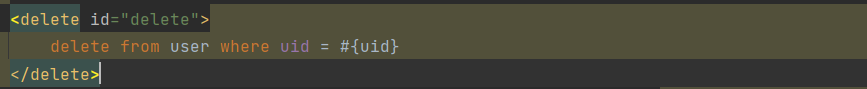 <delete id="delete">
    delete from user where uid = #{uid}
</delete>